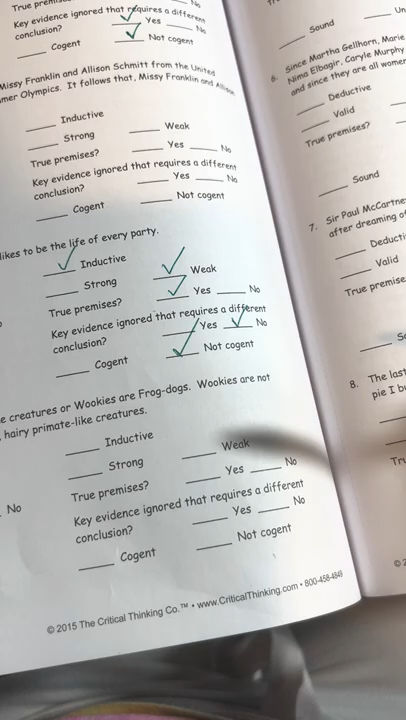 True
Key evidence ignored that requires a different
conclusion? Yes No
Cogent Not cogent
Missy Franklin and Allison Schmitt from the United
Olympics. It follows that, Missy Franklin and Allison
Inductive
Strong Weak
True premises? Yes No
Key evidence ignored that requires a different
conclusion? Yes No
Cogent Not cogent
likes to be the life of every party.
Inductive
Strong Weak
True premises? Yes No
Key evidence ignored that requires a different
conclusion? Yes No
Cogent Not cogent
creatures or Wookies are Frog-dogs. Wookies are not
hairy primate-like creatures.
Inductive
Strong Weak
No
True premises? Yes No
Key evidence ignored that requires a different
conclusion? Yes No
Cogent Not cogent
© 2015 The Critical Thinking Co.™ • www.CriticalThinking.com • 800-458-4849
Sound
6. Since Martha Gellhorn, Marie
Nima Elbagir, Caryle Murphy
and since they are all women
Deductive
Valid
True premises?
Sound
7. Sir Paul
after dreaming of
Valid
True
8. The last
pie I
©